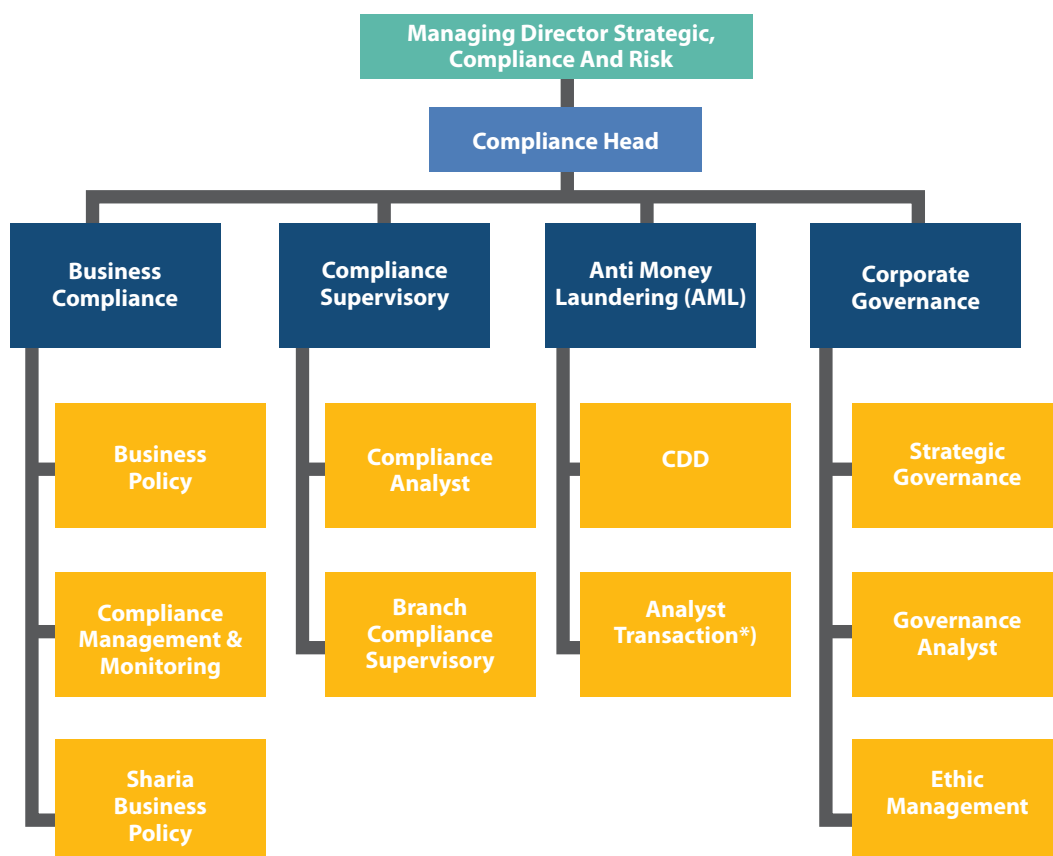 Managing Director Strategic,
Compliance And Risk
Compliance Head
Business
Compliance
Compliance
Supervisory
Anti Money
Laundering (AML)
Corporate
Governance
Business
Policy
Compliance
Analyst
CDD
Strategic
Governance
Compliance
Management &
Monitoring
Branch
Compliance
Supervisory
Analyst
Transaction*)
Governance
Analyst
Sharia
Business
Policy
Ethic
Management